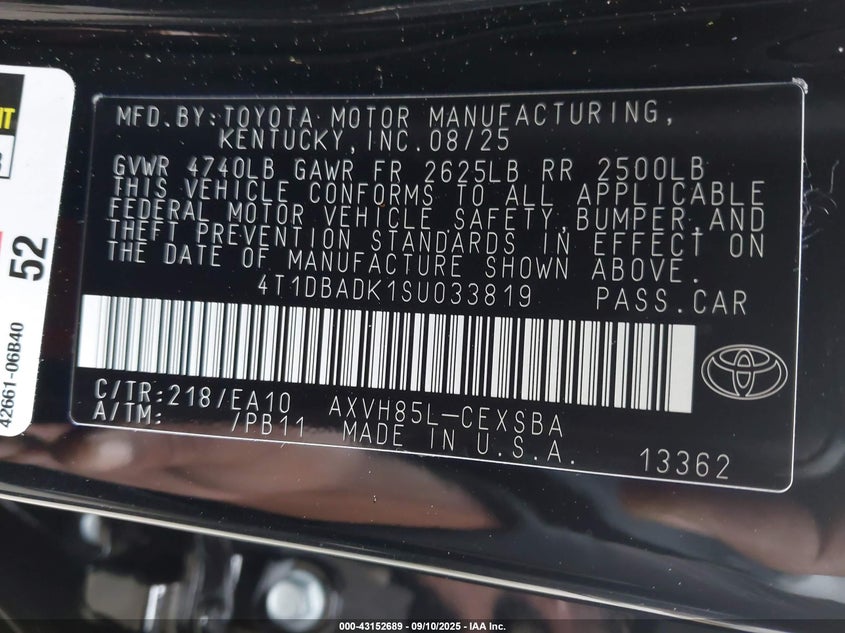 MFD.BY:TOYOTA MOTOR MANUFACTURING,
KENTUCKY,INC.08/25
GVWR 4740LB GAWR FR 2625LB RR 2500LB
THIS VEHICLE CONFORMS TO ALL APPLICABLE
FEDERAL MOTOR VEHICLE SAFETY,BUMPER,AND
THEFT PREVENTION STANDARDS IN EFFECT ON
THE DATE OF MANUFACTURE SHOWN ABOVE.
4T1DBADK1SU033819 PASS.CAR
C/TR:218/EA10 AXVH85L-CEXSBA
A/TM: /PB11 MADE IN U.S.A. 13362
52
42661-06B40
000-43152689 - 09/10/2025 - IAA Inc.